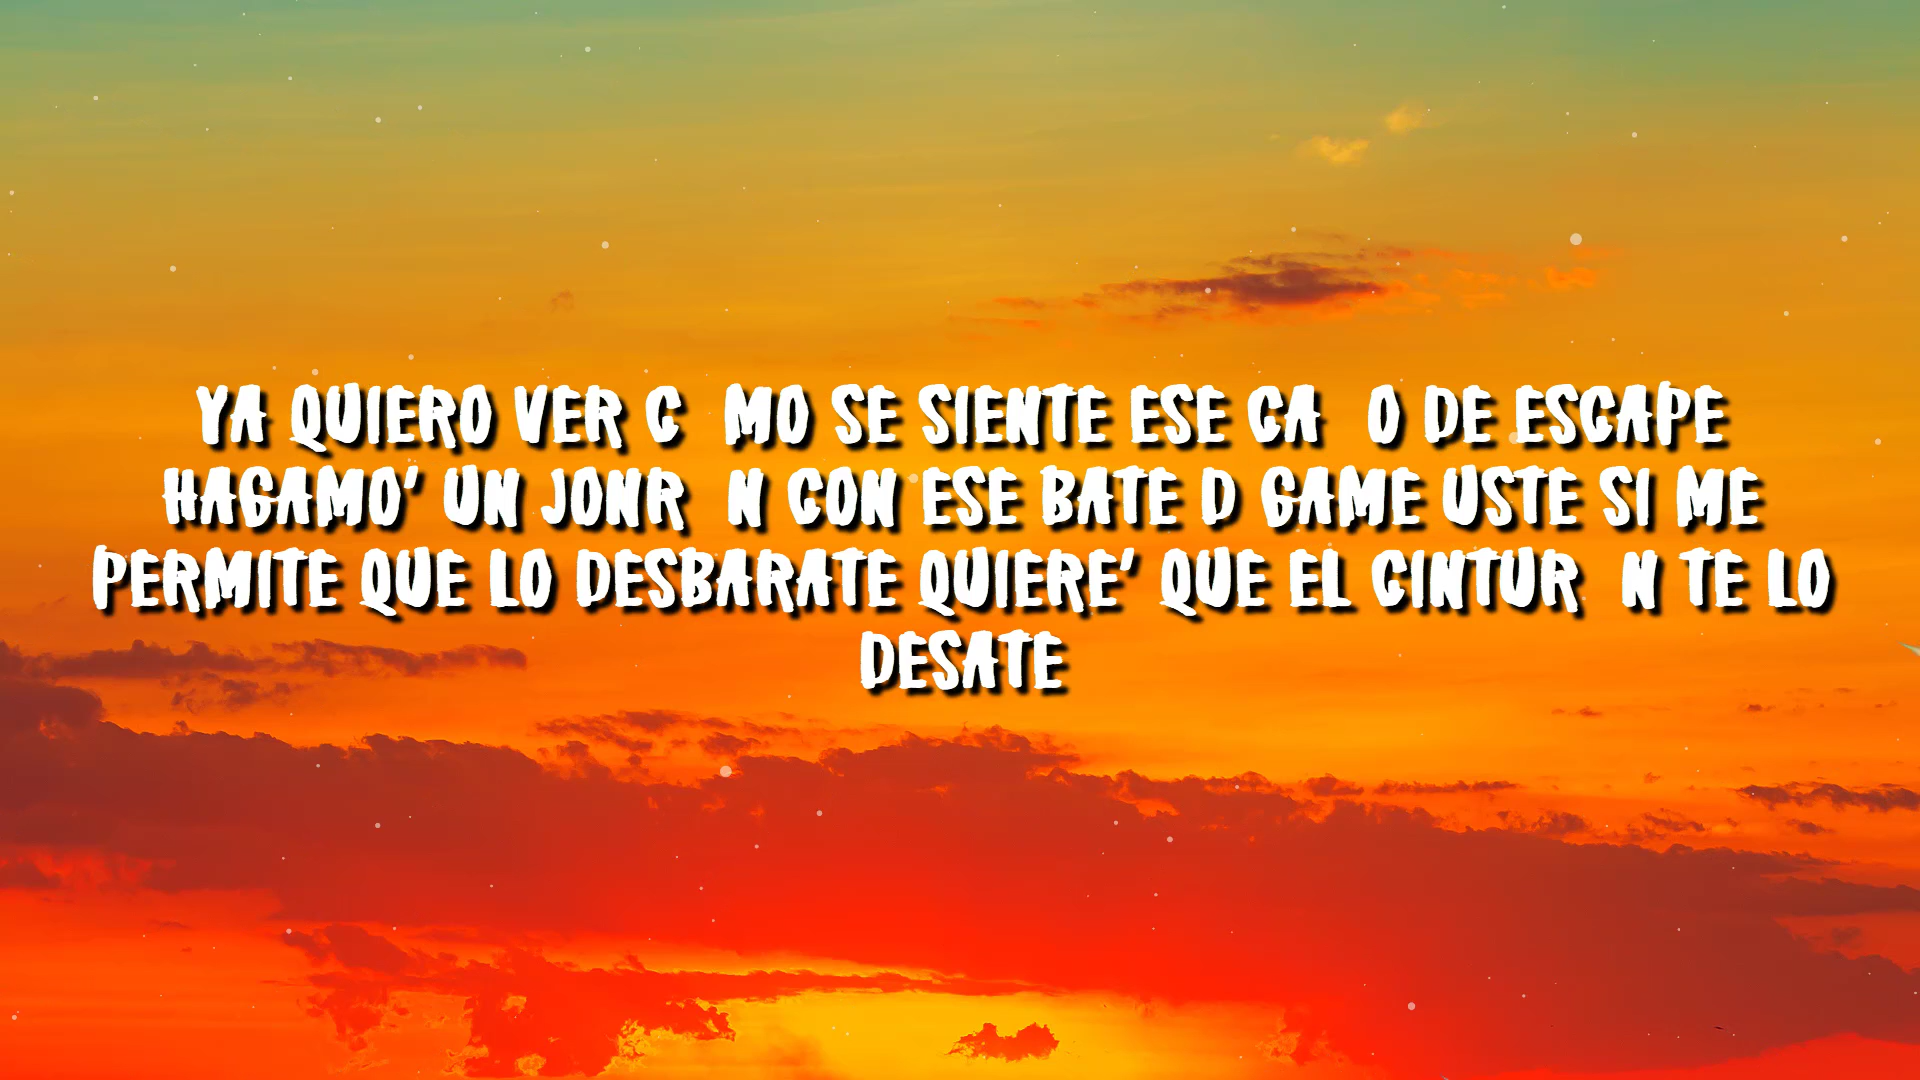 YA QUIERO VER C MO SE SIENTE ESE CA O DE ESCAPE
HAGAMO' UN JONR N CON ESE BATE D GAME USTE SI ME
PERMITE QUE LO DESBARATE QUIERE' QUE EL CINTUR N TE LO
DESATE